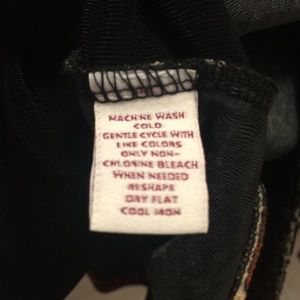 MACHINE WASH
COLD
GENTLE CYCLE WITH
LIKE COLORS
ONLY NON-
CHLORINE BLEACH
WHEN NEEDED
RESHAPE
DRY FLAT
COOL IRON